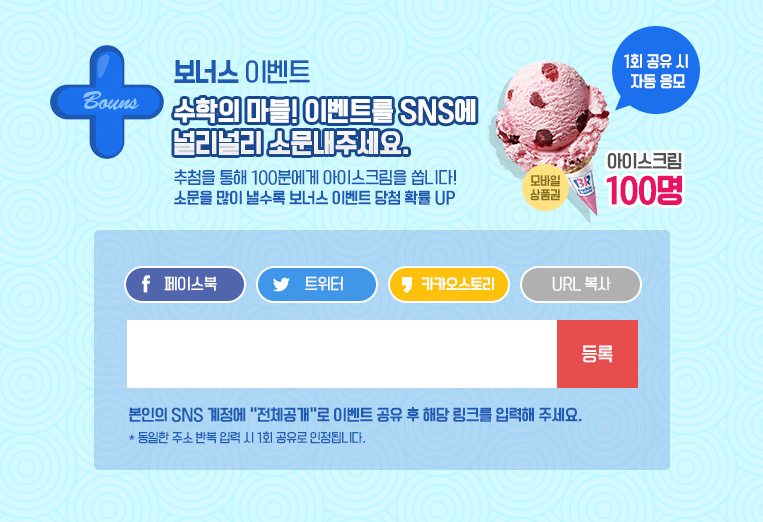 Bouns
보너스 이벤트
수학의 마블! 이벤트를 SNS에
널리널리 소문내주세요.
추첨을 통해 100분에게 아이스크림을 쏩니다!
소문을 많이 낼수록 보너스 이벤트 당첨 확률 UP
1회 공유 시
자동 응모
모바일
상품권
BR
아이스크림
100명
페이스북
트위터
카카오스토리
URL 복사
등록
본인의 SNS 계정에 "전체공개"로 이벤트 공유 후 해당 링크를 입력해 주세요.
* 동일한 주소 반복 입력 시 1회 공유로 인정됩니다.